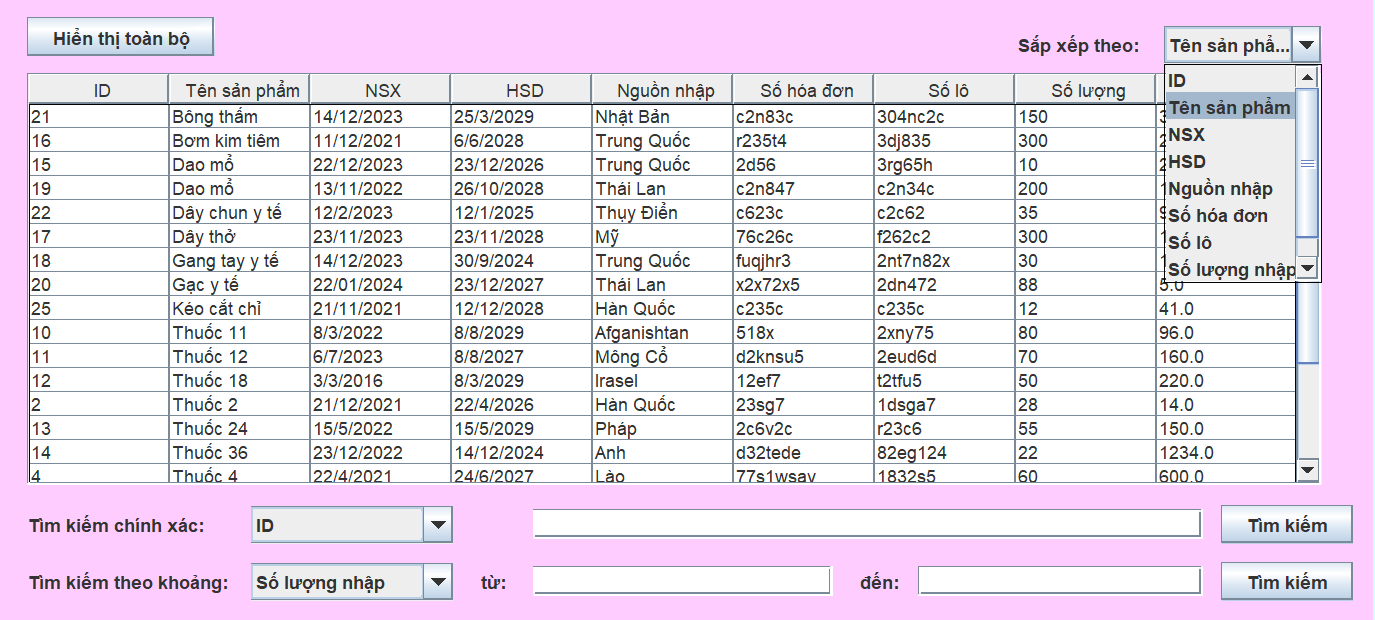 Hiển thị toàn bộ
Sắp xếp theo: Tên sản phẩ...
ID
Tên sản phẩm
NSX
HSD
Nguồn nhập
Số hóa đơn
Số lô
Số lượng nhập
ID Tên sản phẩm NSX HSD Nguồn nhập Số hóa đơn Số lô Số lượng
21 Bông thấm 14/12/2023 25/3/2029 Nhật Bản c2n83c 304nc2c 150
16 Bơm kim tiêm 11/12/2021 6/6/2028 Trung Quốc r235t4 3dj835 300
15 Dao mổ 22/12/2023 23/12/2026 Trung Quốc 2d56 3rg65h 10
19 Dao mổ 13/11/2022 26/10/2028 Thái Lan c2n847 c2n34c 200
22 Dây chun y tế 12/2/2023 12/1/2025 Thụy Điển c623c c2c62 35
17 Dây thở 23/11/2023 23/11/2028 Mỹ 76c26c f262c2 300
18 Gang tay y tế 14/12/2023 30/9/2024 Trung Quốc fuqjhr3 2nt7n82x 30
20 Gạc y tế 22/01/2024 23/12/2027 Thái Lan x2x72x5 2dn472 88 5.0
25 Kéo cắt chỉ 21/11/2021 12/12/2028 Hàn Quốc c235c c235c 12 41.0
10 Thuốc 11 8/3/2022 8/8/2029 Afganishtan 518x 2xny75 80 96.0
11 Thuốc 12 6/7/2023 8/8/2027 Mông Cổ d2knsu5 2eud6d 70 160.0
12 Thuốc 18 3/3/2016 8/3/2029 Irasel 12ef7 t2tfu5 50 220.0
2 Thuốc 2 21/12/2021 22/4/2026 Hàn Quốc 23sg7 1dsga7 28 14.0
13 Thuốc 24 15/5/2022 15/5/2029 Pháp 2c6v2c r23c6 55 150.0
14 Thuốc 36 23/12/2022 14/12/2024 Anh d32tede 82eg124 22 1234.0
4 Thuốc 4 22/4/2021 24/6/2027 Lào 77s1wsav 1832s5 60 600.0
Tìm kiếm chính xác: ID Tìm kiếm
Tìm kiếm theo khoảng: Số lượng nhập từ: đến: Tìm kiếm